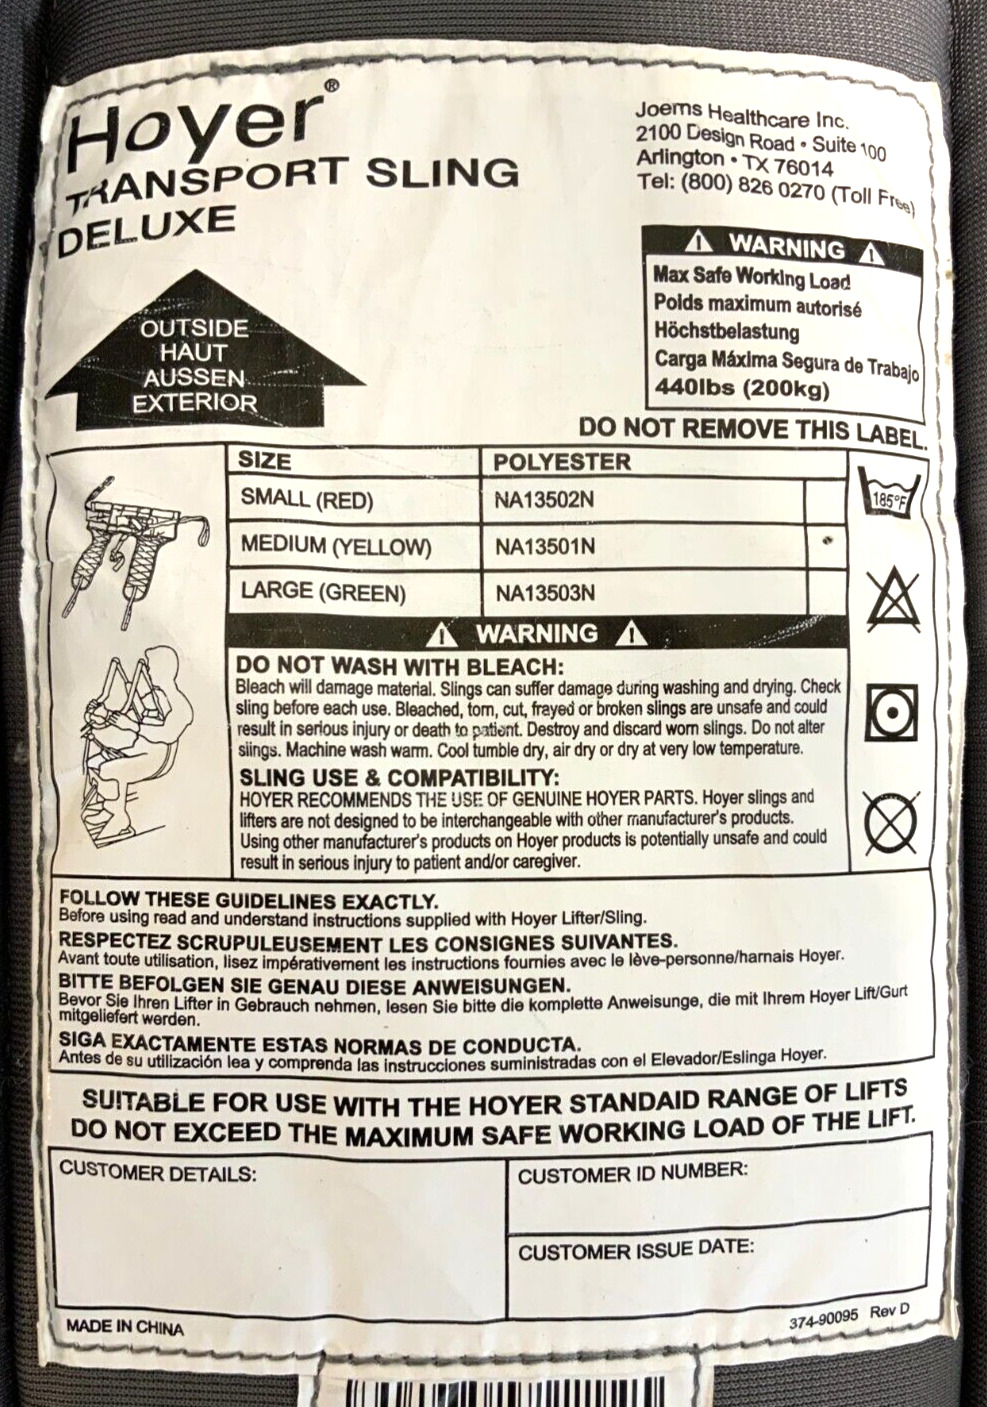 Hoyer®
TRANSPORT SLING
DELUXE
Joerns Healthcare Inc.
2100 Design Road • Suite 100
Arlington • TX 76014
Tel: (800) 826 0270 (Toll Free)
WARNING
Max Safe Working Load
Poids maximum autorisé
Höchstbelastung
Carga Máxima Segura de Trabajo
440lbs (200kg)
OUTSIDE
HAUT
AUSSEN
EXTERIOR
DO NOT REMOVE THIS LABEL.
SIZE POLYESTER
SMALL (RED) NA13502N
MEDIUM (YELLOW) NA13501N
LARGE (GREEN) NA13503N
185°F
WARNING
DO NOT WASH WITH BLEACH:
Bleach will damage material. Slings can suffer damage during washing and drying. Check
sling before each use. Bleached, torn, cut, frayed or broken slings are unsafe and could
result in serious injury or death to patient. Destroy and discard worn slings. Do not alter
slings. Machine wash warm. Cool tumble dry, air dry or dry at very low temperature.
SLING USE & COMPATIBILITY:
HOYER RECOMMENDS THE USE OF GENUINE HOYER PARTS. Hoyer slings and
lifters are not designed to be interchangeable with other manufacturer's products.
Using other manufacturer's products on Hoyer products is potentially unsafe and could
result in serious injury to patient and/or caregiver.
FOLLOW THESE GUIDELINES EXACTLY.
Before using read and understand instructions supplied with Hoyer Lifter/Sling.
RESPECTEZ SCRUPULEUSEMENT LES CONSIGNES SUIVANTES.
Avant toute utilisation, lisez impérativement les instructions fournies avec le lève-personne/harnais Hoyer.
BITTE BEFOLGEN SIE GENAU DIESE ANWEISUNGEN.
Bevor Sie Ihren Lifter in Gebrauch nehmen, lesen Sie bitte die komplette Anweisunge, die mit Ihrem Hoyer Lift/Gurt
mitgeliefert werden.
SIGA EXACTAMENTE ESTAS NORMAS DE CONDUCTA.
Antes de su utilización lea y comprenda las instrucciones suministradas con el Elevador/Eslinga Hoyer.
SUITABLE FOR USE WITH THE HOYER STANDAID RANGE OF LIFTS
DO NOT EXCEED THE MAXIMUM SAFE WORKING LOAD OF THE LIFT.
CUSTOMER DETAILS:
CUSTOMER ID NUMBER:
CUSTOMER ISSUE DATE:
MADE IN CHINA
374-90095 Rev D